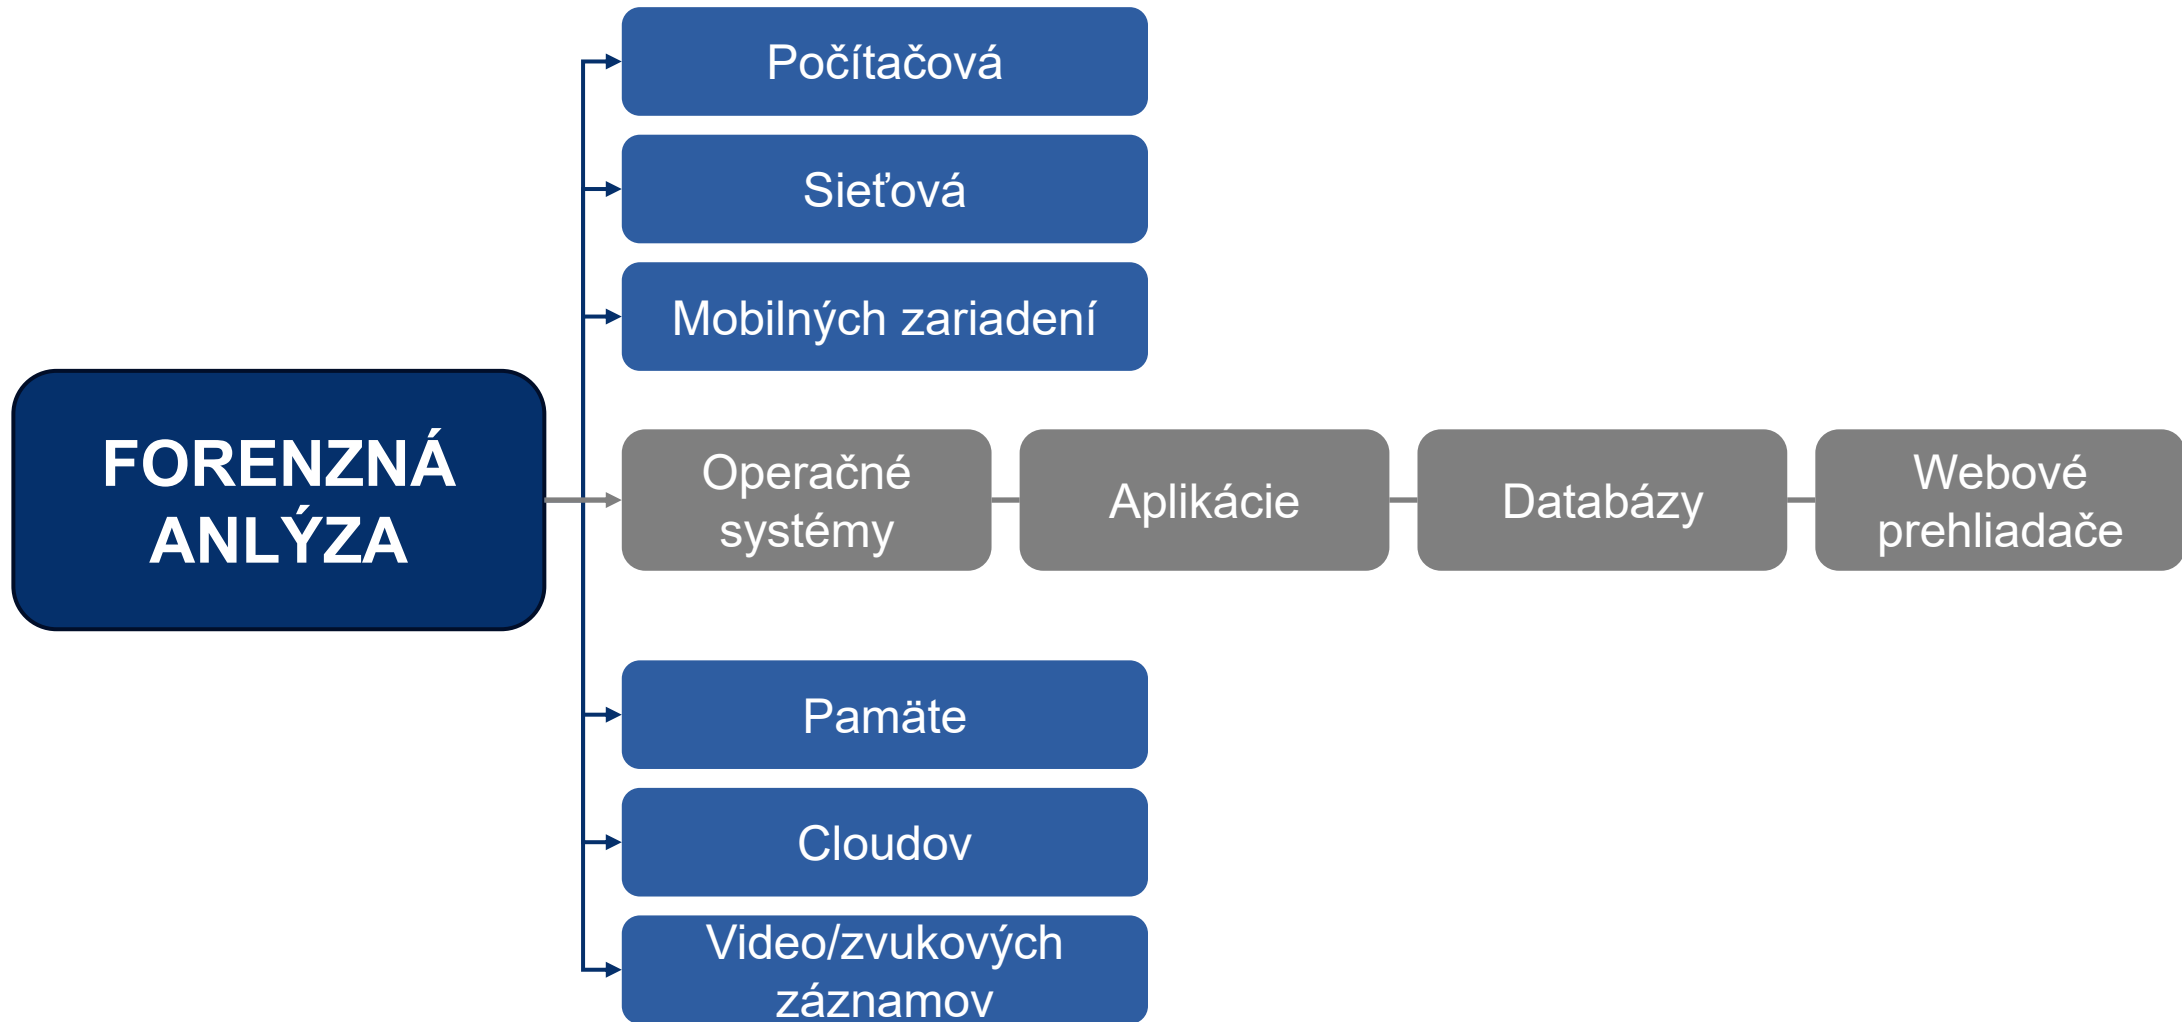 Počítačová
Sieťová
Mobilných zariadení
FORENZNÁ
ANLÝZA
Operačné
systémy
Aplikácie
Databázy
Webové
prehliadače
Pamäte
Cloudov
Video/zvukových
záznamov